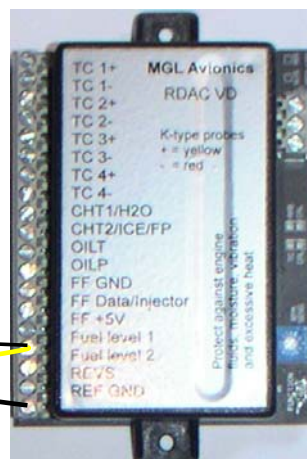 TC 1+
TC 1-
TC 2+
TC 2-
TC 3+
TC 3-
TC 4+
TC 4-
CHT1/H2O
CHT2/ICE/FP
OILT
OILP
FF GND
FF Data/Injector
FF +5V
Fuel level 1
Fuel level 2
REVS
REF GND
MGL Avionics
RDAC VD
K-type probes
+ = yellow
- = red
Protect against engine
fluids, moisture, vibration
and excessive heat